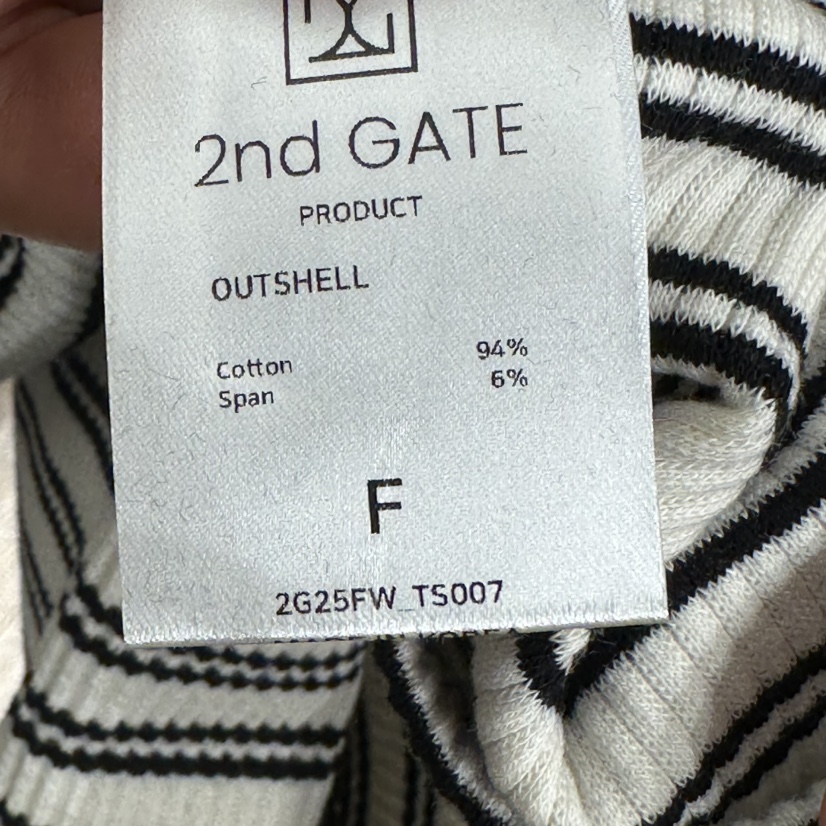 2nd GATE
PRODUCT
OUTSHELL
Cotton 94%
Span 6%
F
2G25FW_TS007